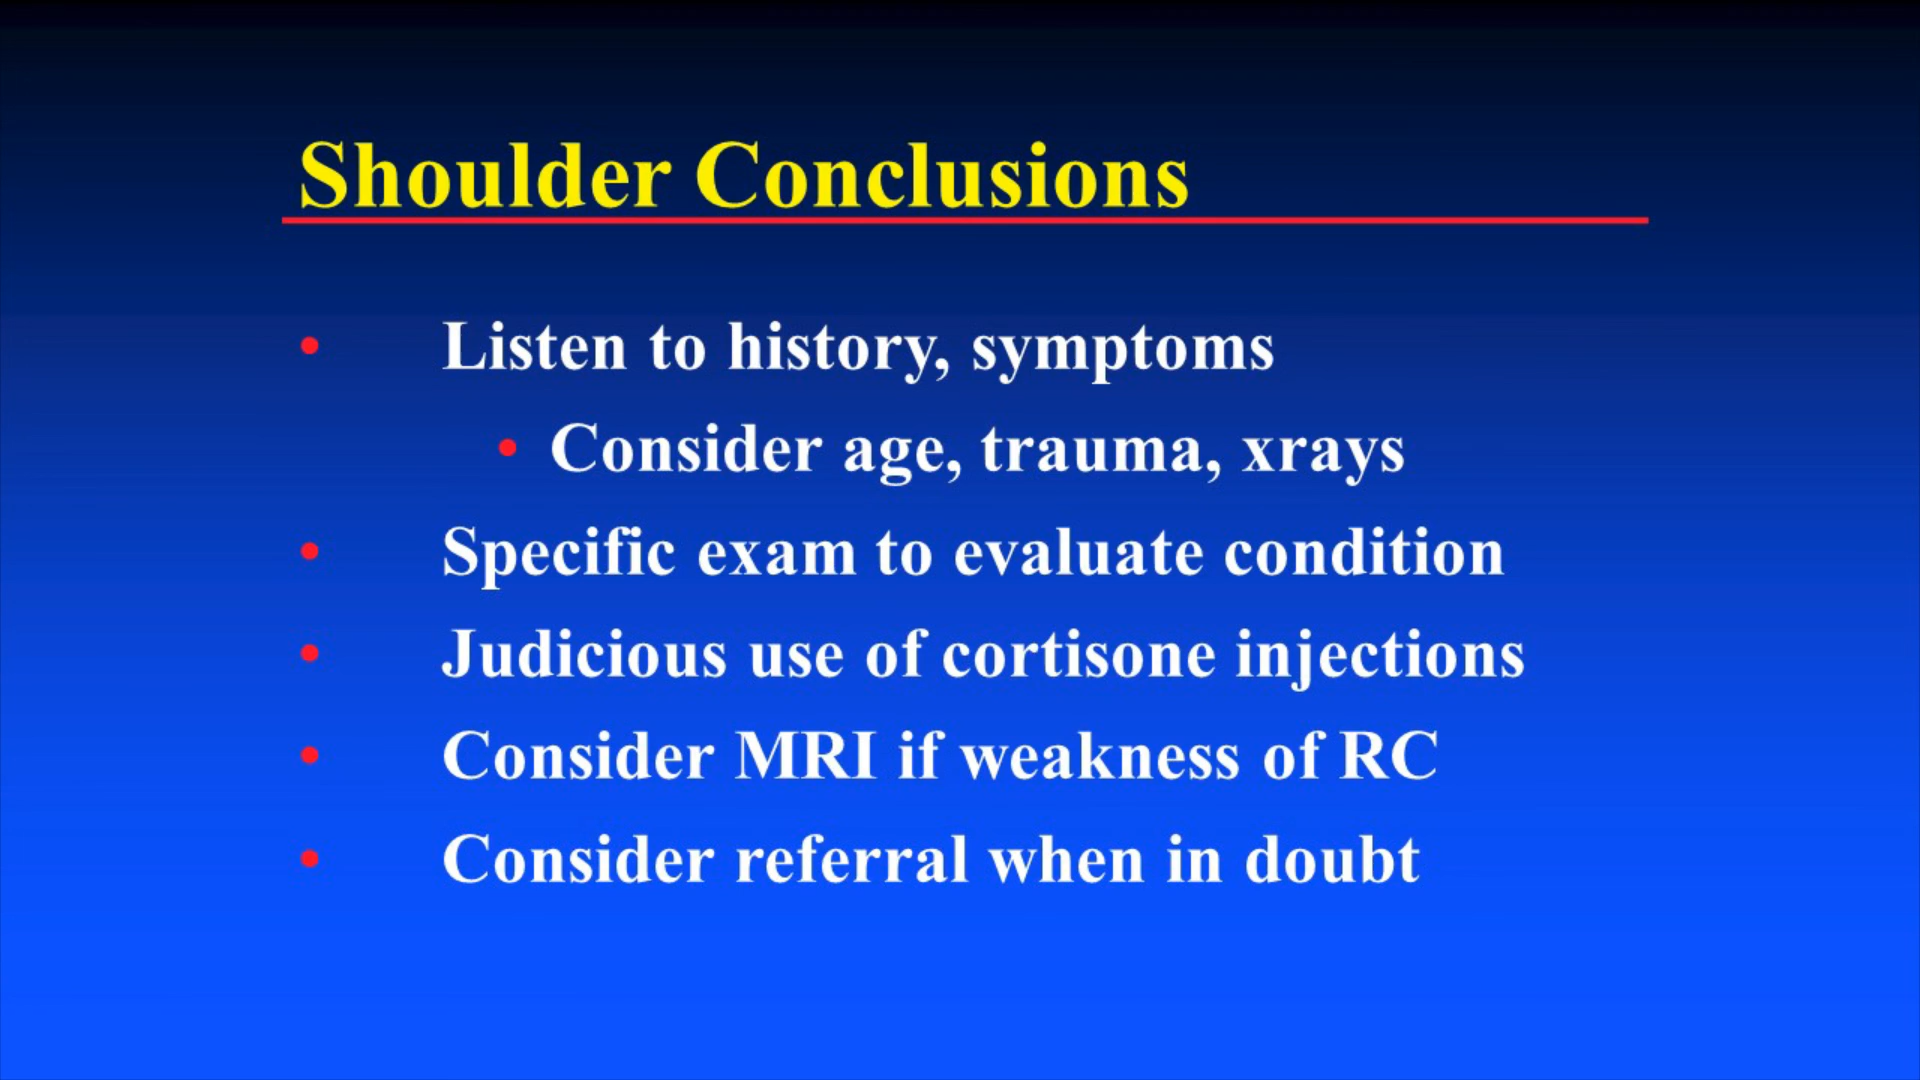 Shoulder Conclusions
• Listen to history, symptoms
• Consider age, trauma, xrays
• Specific exam to evaluate condition
• Judicious use of cortisone injections
• Consider MRI if weakness of RC
• Consider referral when in doubt